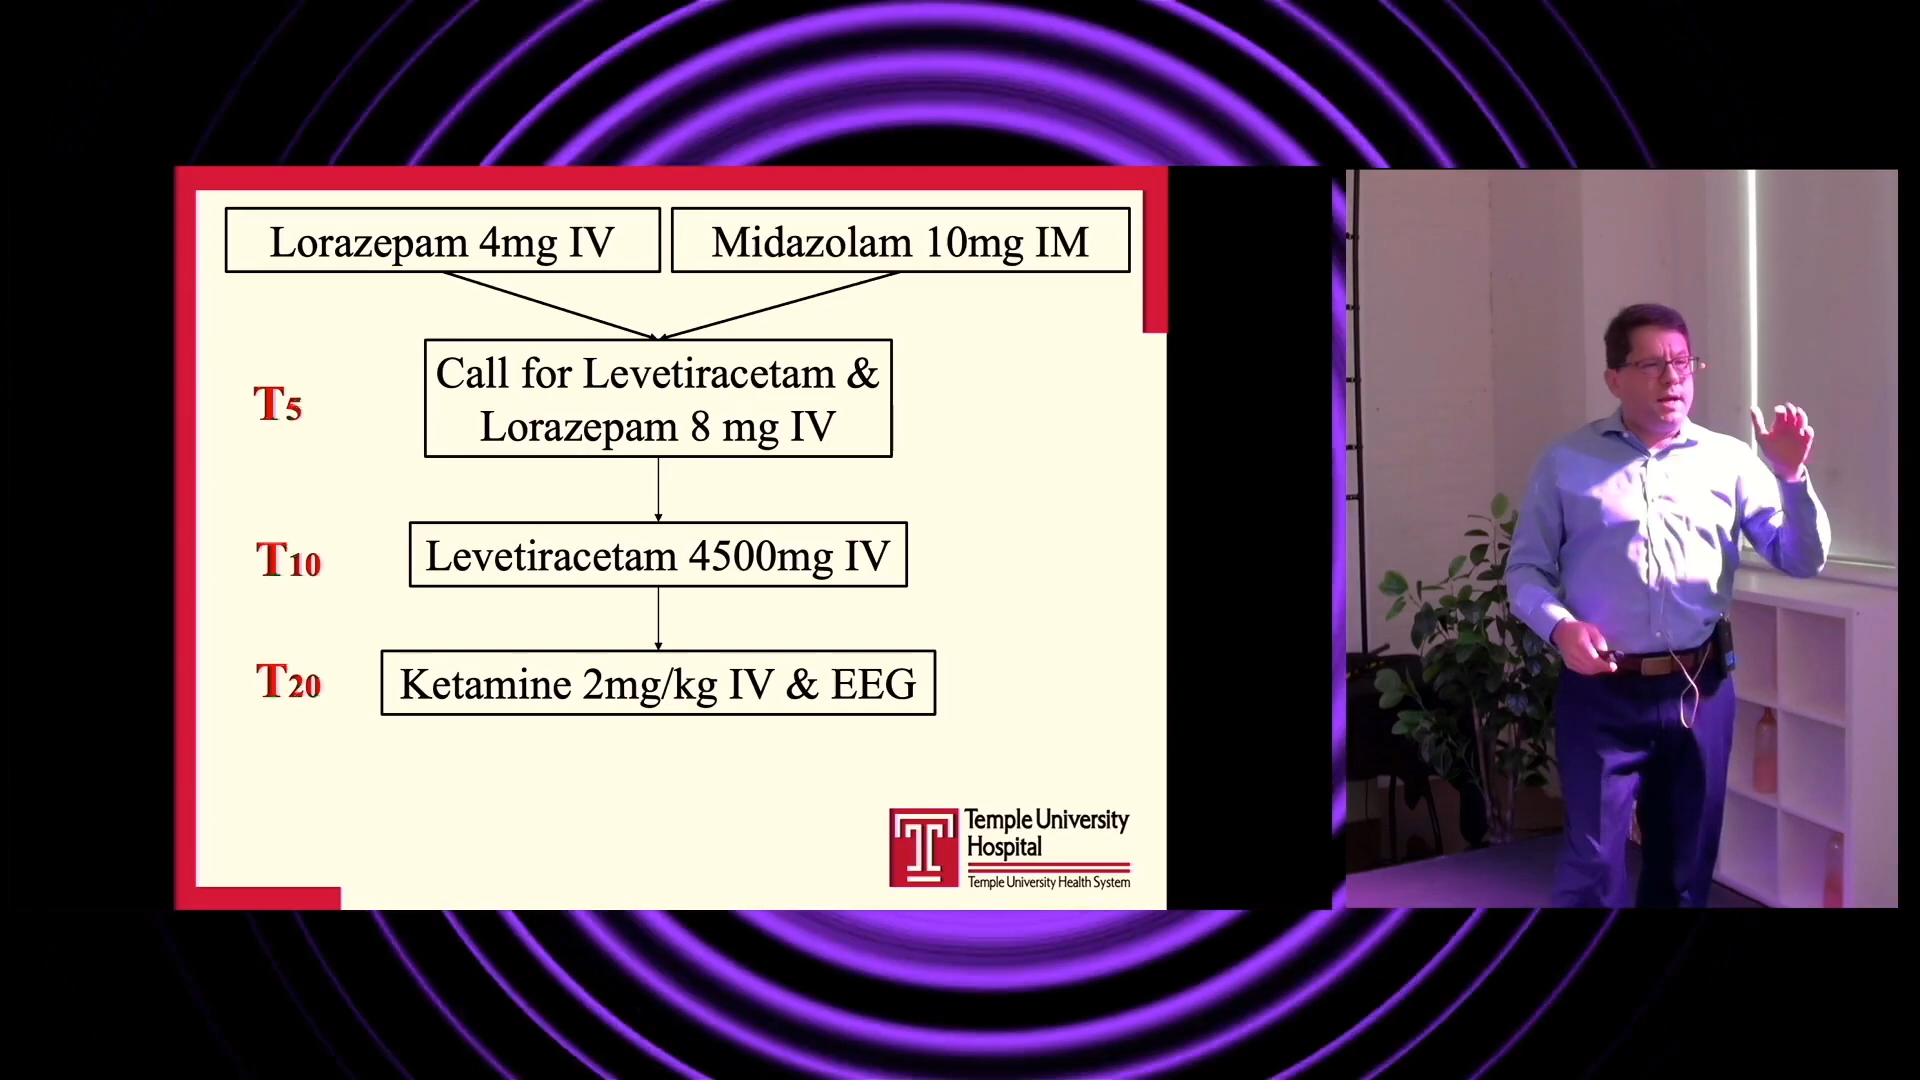 Lorazepam 4mg IV
Midazolam 10mg IM
T5
Call for Levetiracetam &
Lorazepam 8 mg IV
T10
Levetiracetam 4500mg IV
T20
Ketamine 2mg/kg IV & EEG
Temple University
Hospital
Temple University Health System